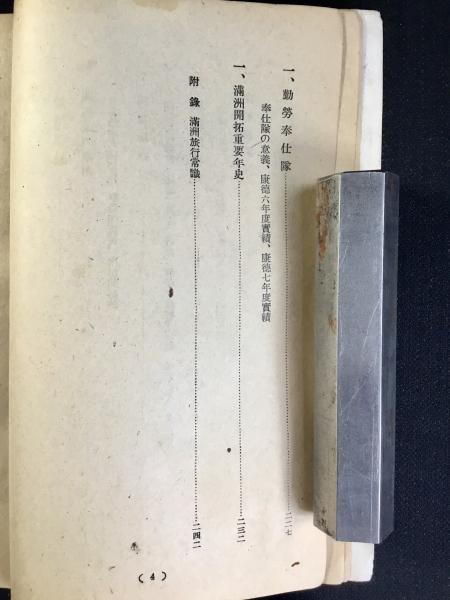 一、勤勞奉仕隊……二二七
奉仕隊の意義、康德六年度實績、康德七年度實績
一、滿洲開拓重要年史……二三二
附錄 滿洲旅行常識……二四二
(4)